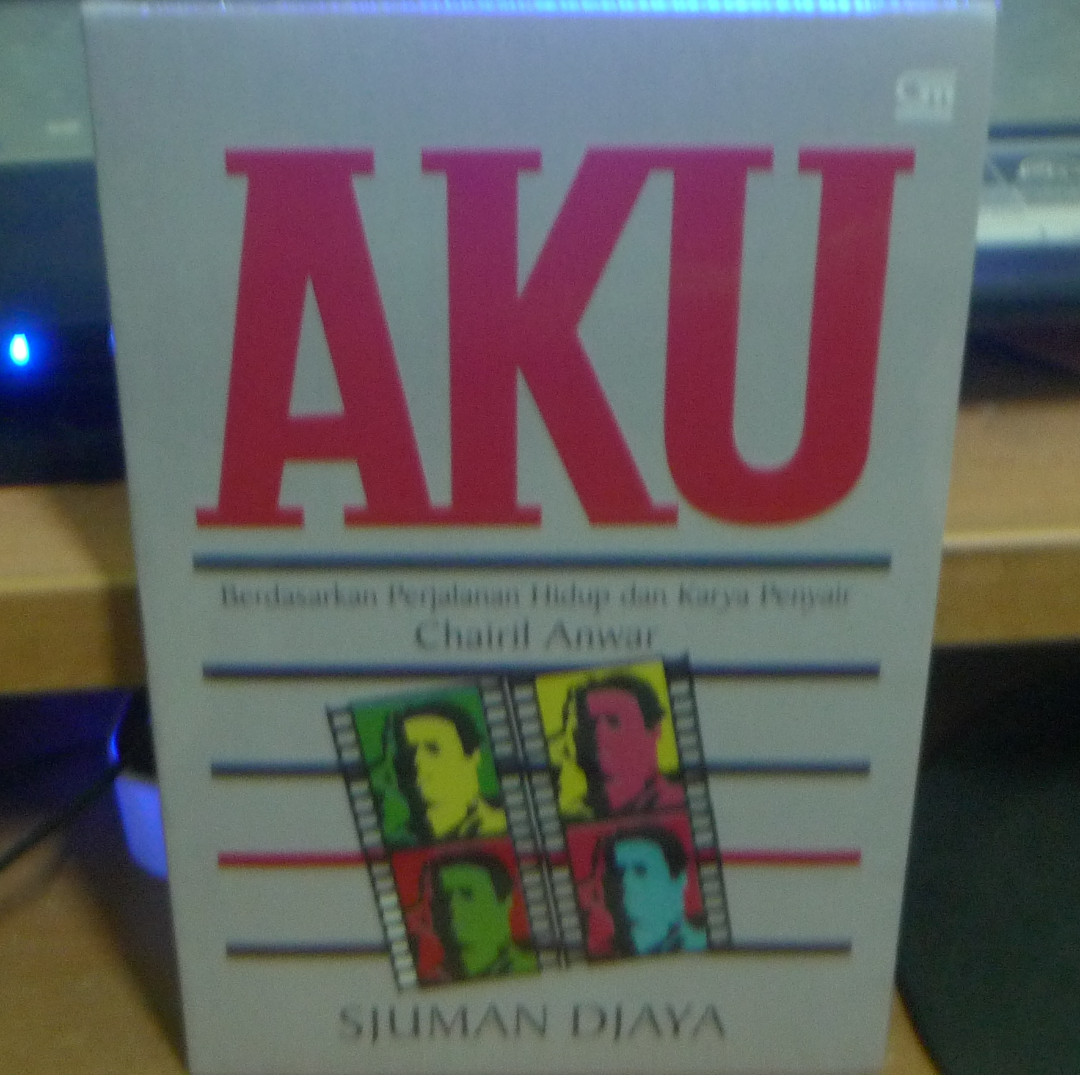 AKU
Berdasarkan Perjalanan Hidup dan Karya Penyair
Chairil Anwar
SJUMAN DJAYA